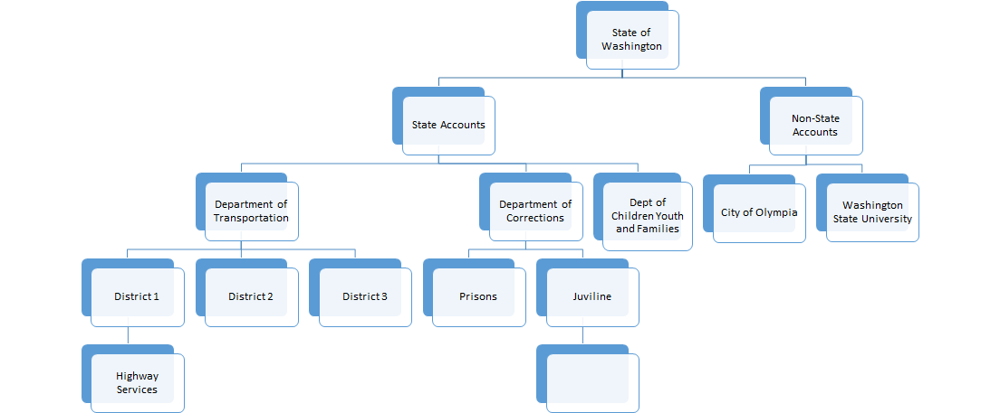 State of
Washington
State Accounts
Non-State
Accounts
Department of
Transportation
Department of
Corrections
Dept of
Children Youth
and Families
City of Olympia
Washington
State University
District 1
District 2
District 3
Prisons
Juviline
Highway
Services